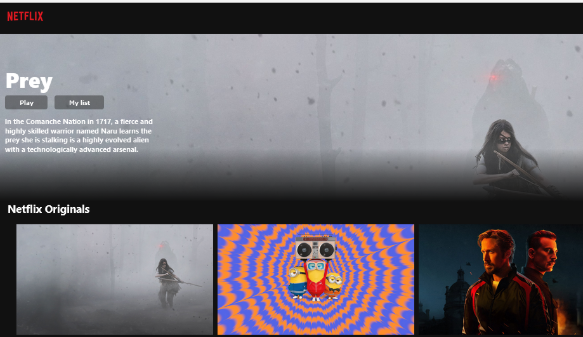 NETFLIX
Prey
Play
My list
In the Comanche Nation in 1717, a fierce and
highly skilled warrior named Naru learns the
prey she is stalking is a highly evolved alien
with a technologically advanced arsenal.
Netflix Originals